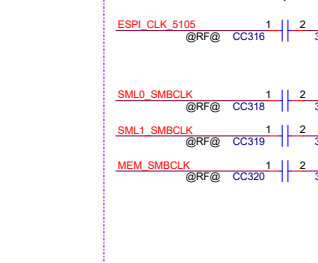 ESPI_CLK_5105 1 2
@RF@ CC316
SML0_SMBCLK 1 2
@RF@ CC318
SML1_SMBCLK 1 2
@RF@ CC319
MEM_SMBCLK 1 2
@RF@ CC320